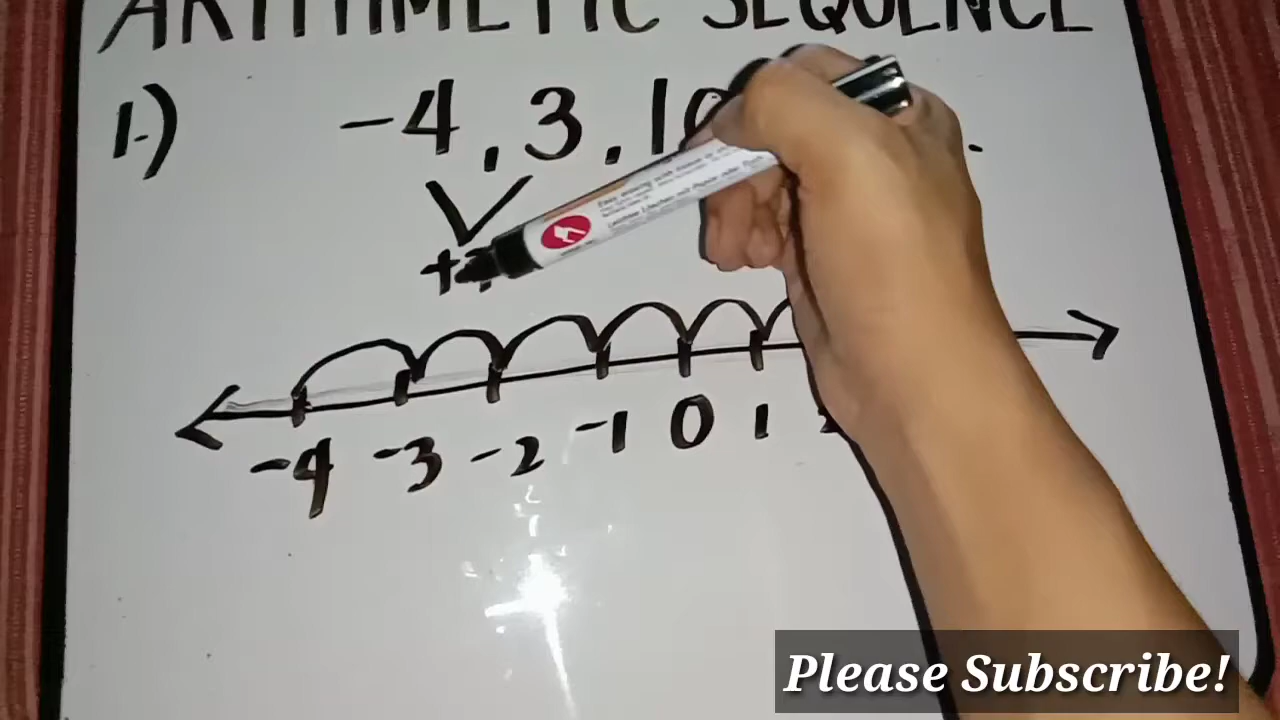 ARITHMETIC SEQUENCE
1.) -4, 3, 10
+
-4 -3 -2 -1 0 1
Please Subscribe!